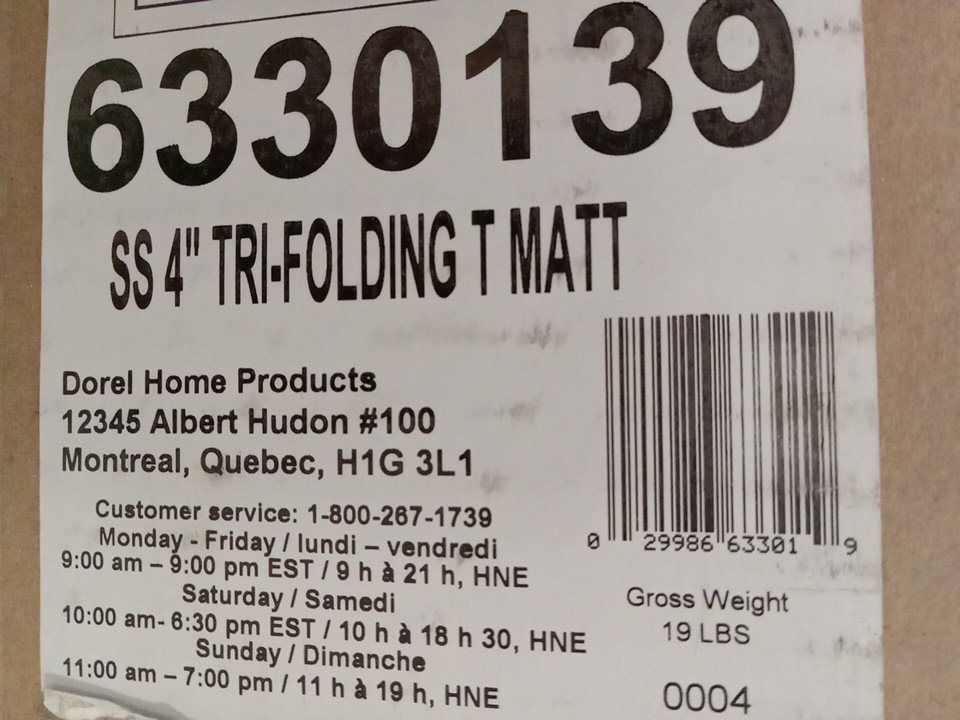 6330139
SS 4" TRI-FOLDING T MATT
Dorel Home Products
12345 Albert Hudon #100
Montreal, Quebec, H1G 3L1
Customer service: 1-800-267-1739
Monday - Friday / lundi – vendredi
9:00 am – 9:00 pm EST / 9 h à 21 h, HNE
Saturday / Samedi
10:00 am- 6:30 pm EST / 10 h à 18 h 30, HNE
Sunday / Dimanche
11:00 am – 7:00 pm / 11 h à 19 h, HNE
0 29986 63301 9
Gross Weight
19 LBS
0004